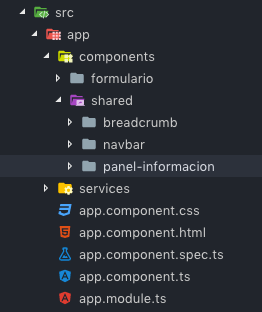 src
app
components
formulario
shared
breadcrumb
navbar
panel-informacion
services
app.component.css
app.component.html
app.component.spec.ts
app.component.ts
app.module.ts